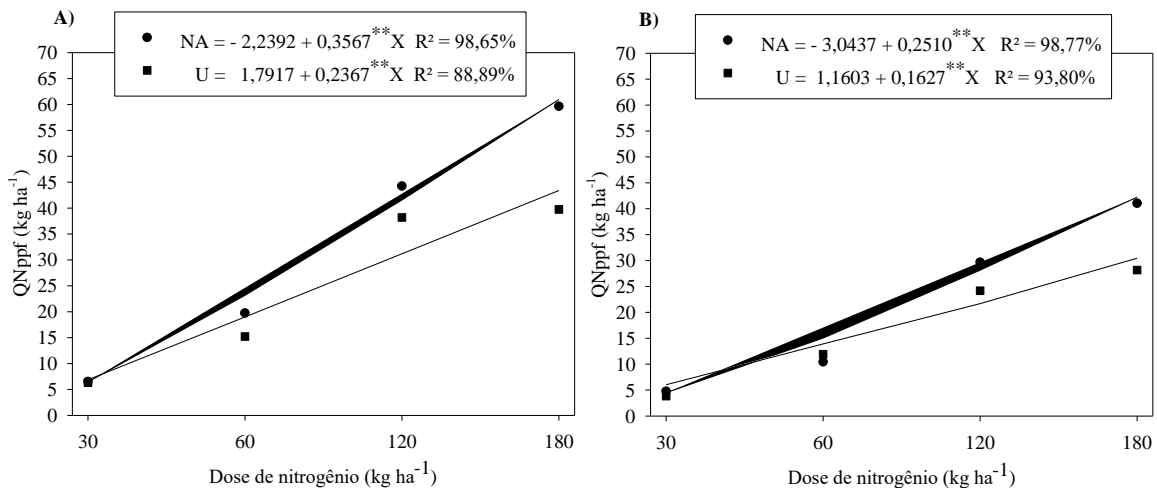 A)
NA = - 2,2392 + 0,3567**X R² = 98,65%
U = 1,7917 + 0,2367**X R² = 88,89%
70
65
60
55
50
45
40
35
30
25
20
15
10
5
0
QNppf (kg ha⁻¹)
30 60 120 180
Dose de nitrogênio (kg ha⁻¹)
B)
NA = - 3,0437 + 0,2510**X R² = 98,77%
U = 1,1603 + 0,1627**X R² = 93,80%
70
65
60
55
50
45
40
35
30
25
20
15
10
5
0
QNppf (kg ha⁻¹)
30 60 120 180
Dose de nitrogênio (kg ha⁻¹)